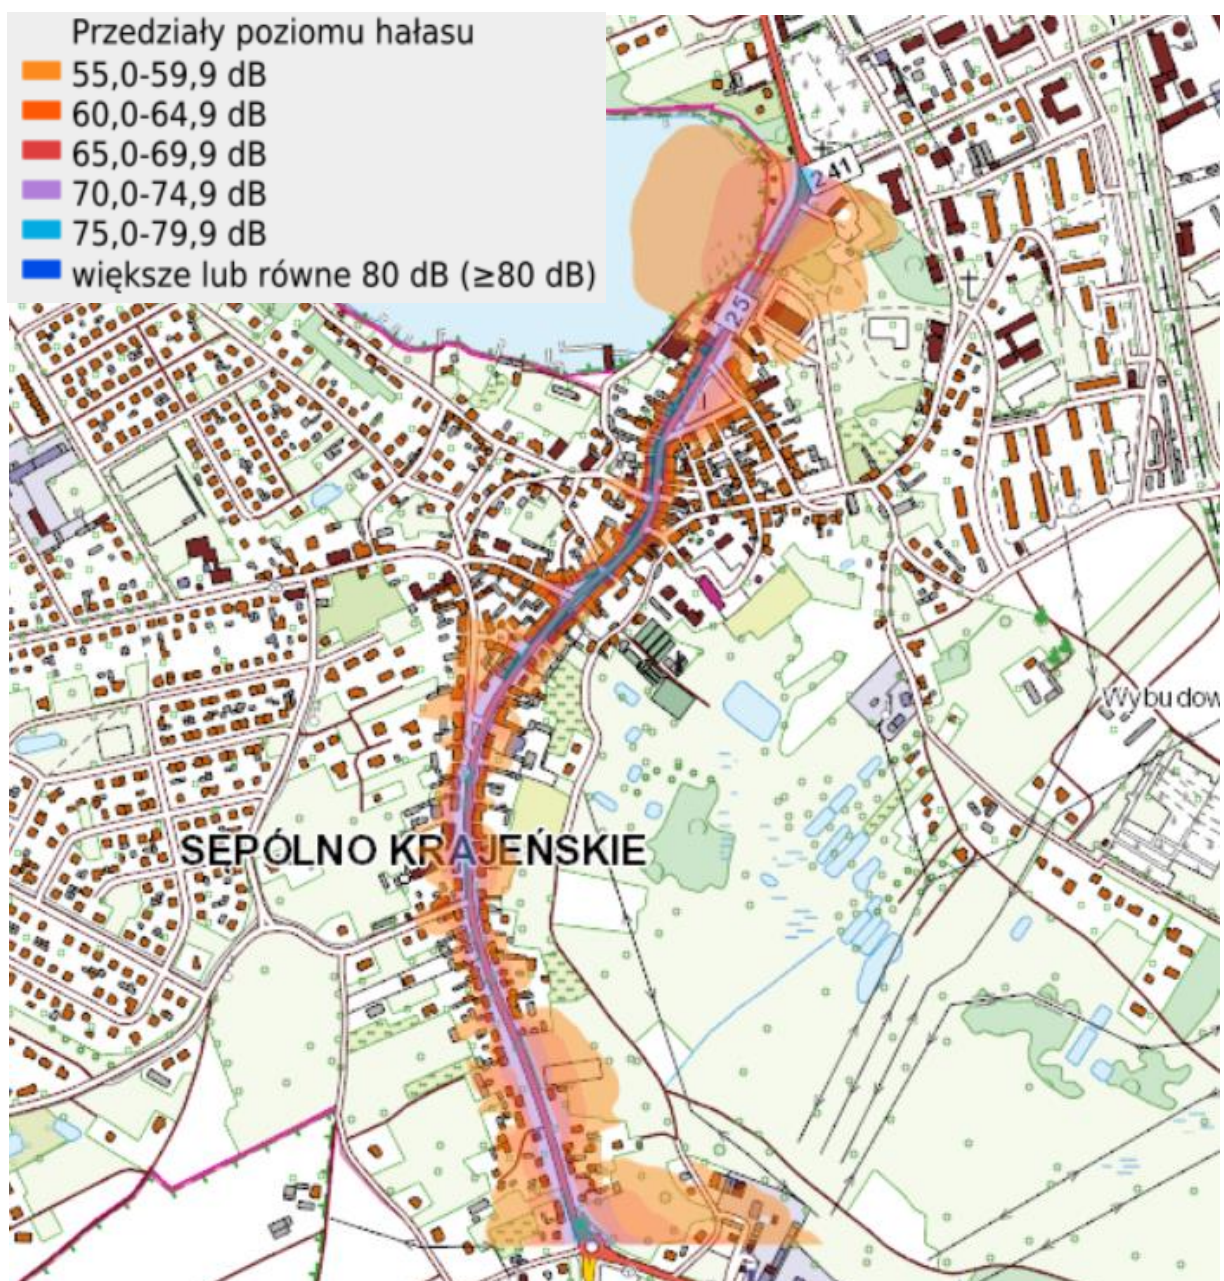 Przedziały poziomu hałasu
55,0-59,9 dB
60,0-64,9 dB
65,0-69,9 dB
70,0-74,9 dB
75,0-79,9 dB
większe lub równe 80 dB (≥80 dB)
241
25
Wybudow
SĘPÓLNO KRAJEŃSKIE